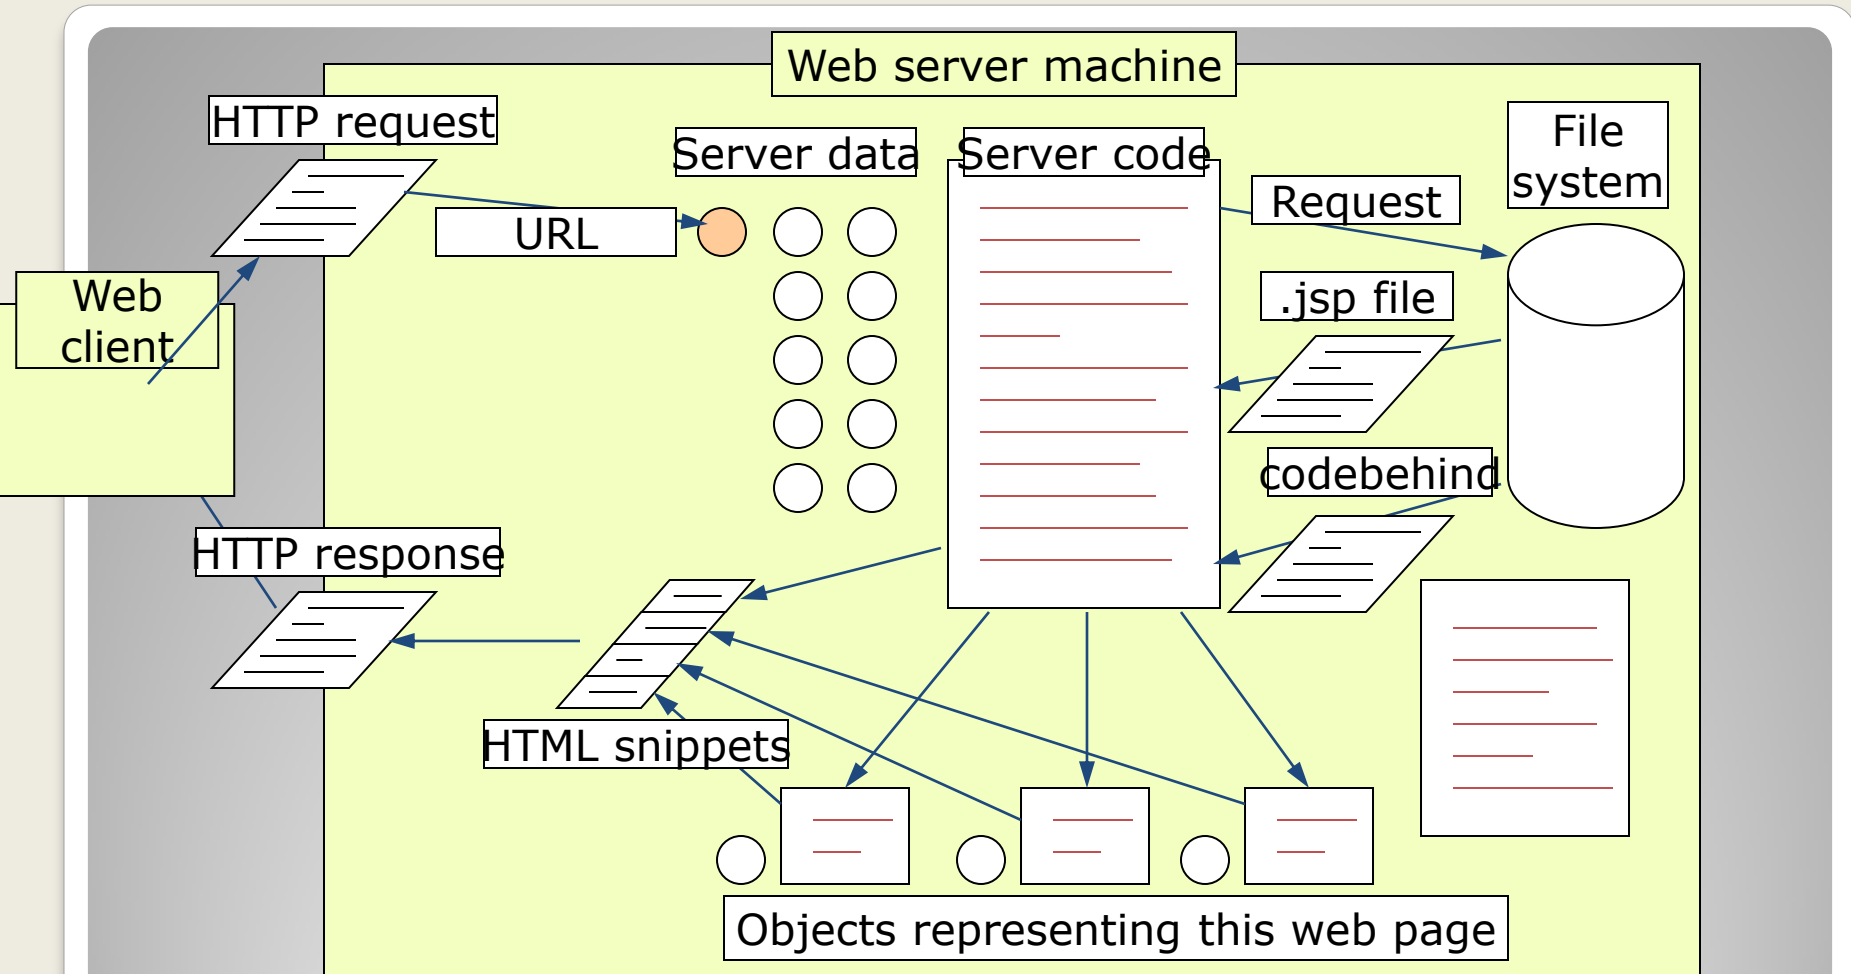 Web server machine
HTTP request
Server data
Server code
File
system
Request
URL
.jsp file
Web
client
codebehind
HTTP response
HTML snippets
Objects representing this web page